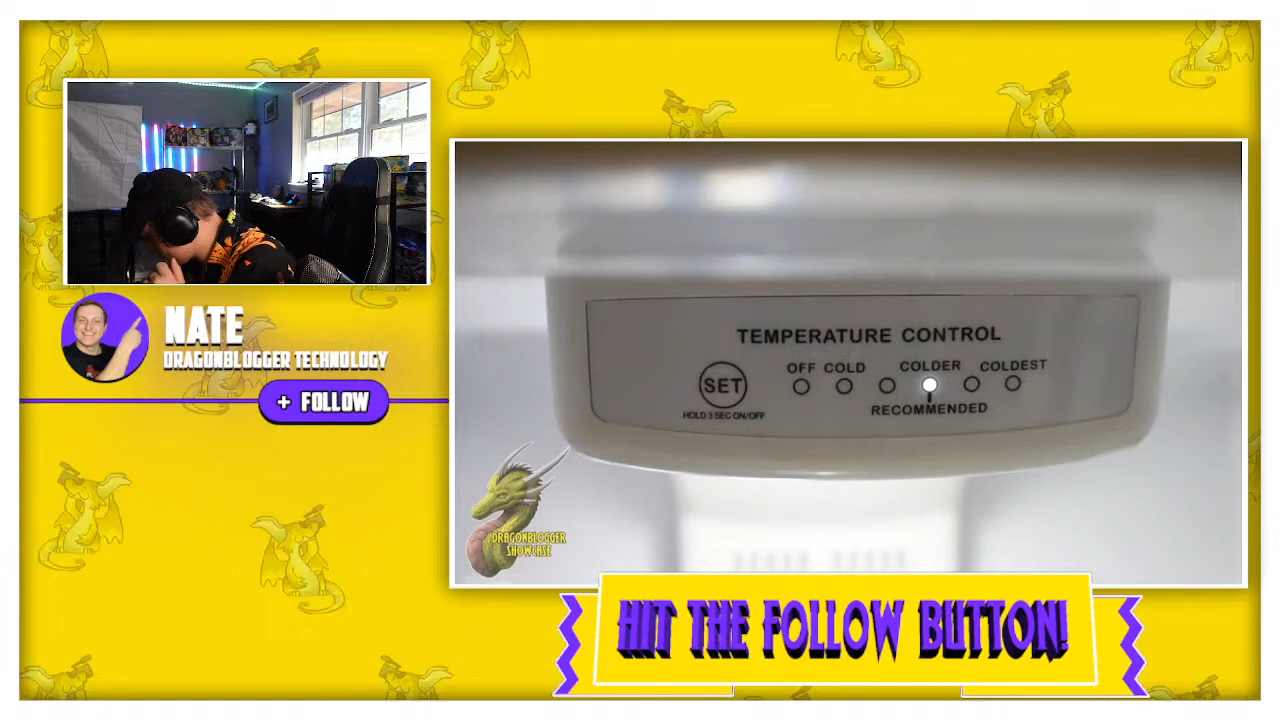 NATE
DRAGONBLOGGER TECHNOLOGY
+ FOLLOW
TEMPERATURE CONTROL
SET
HOLD 3 SEC ON/OFF
OFF COLD COLDER COLDEST
RECOMMENDED
DRAGONBLOGGER
SHOWCASE
HIT THE FOLLOW BUTTON!